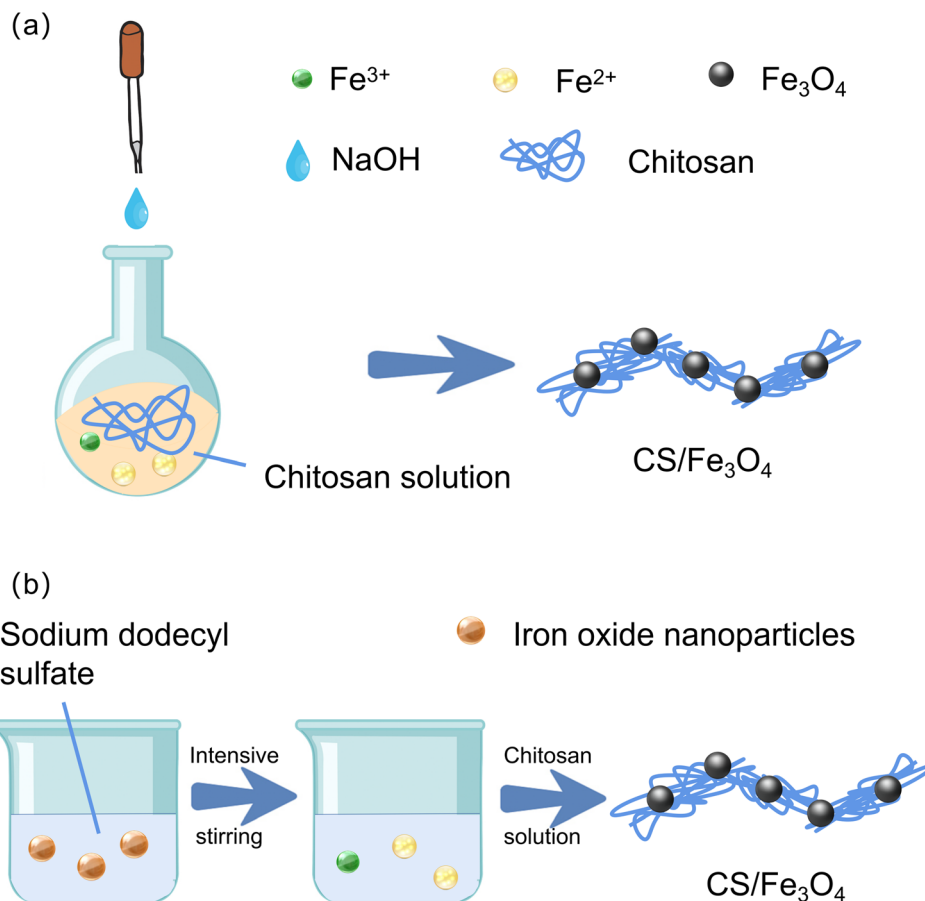 (a)
Fe³⁺
Fe²⁺
Fe₃O₄
NaOH
Chitosan
Chitosan solution
CS/Fe₃O₄
(b)
Sodium dodecyl
sulfate
Iron oxide nanoparticles
Intensive
stirring
Chitosan
solution
CS/Fe₃O₄